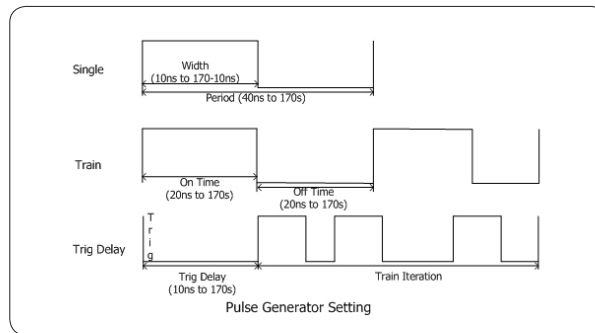 Single
Width
(10ns to 170-10ns)
Period (40ns to 170s)
Train
On Time
(20ns to 170s)
Off Time
(20ns to 170s)
Trig Delay
Trig
Trig Delay
(10ns to 170s)
Train Iteration
Pulse Generator Setting